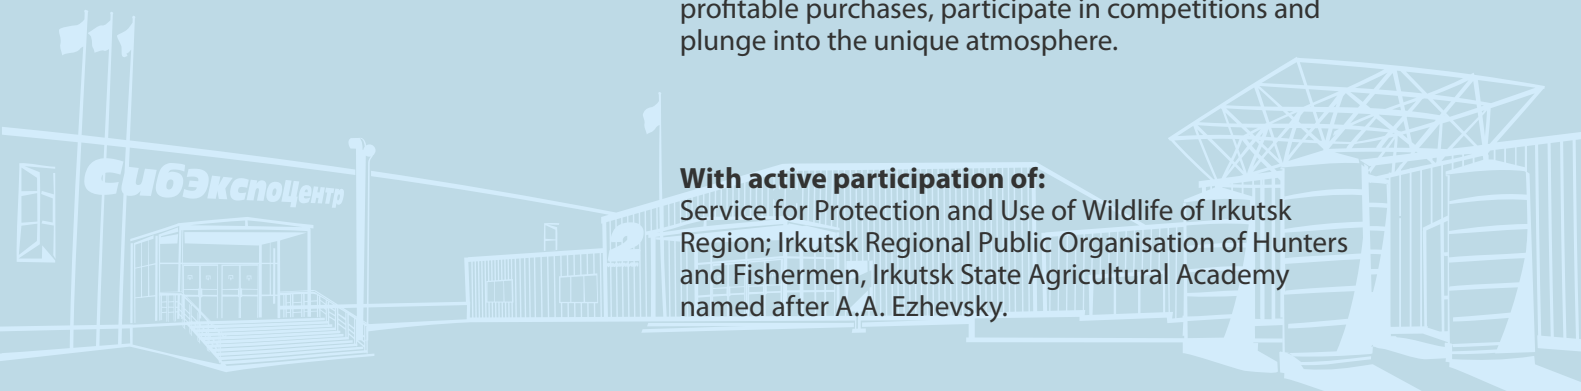 profitable purchases, participate in competitions and
plunge into the unique atmosphere.
СибЭкспоЦентр
With active participation of:
Service for Protection and Use of Wildlife of Irkutsk
2
Region; Irkutsk Regional Public Organisation of Hunters
and Fishermen, Irkutsk State Agricultural Academy
named after A.A. Ezhevsky.